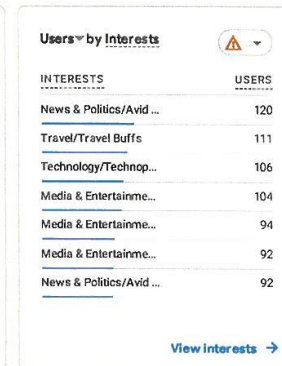 Users by Interests
INTERESTS USERS
News & Politics/Avid ... 120
Travel/Travel Buffs 111
Technology/Technop... 106
Media & Entertainme... 104
Media & Entertainme... 94
Media & Entertainme... 92
News & Politics/Avid ... 92
View interests →